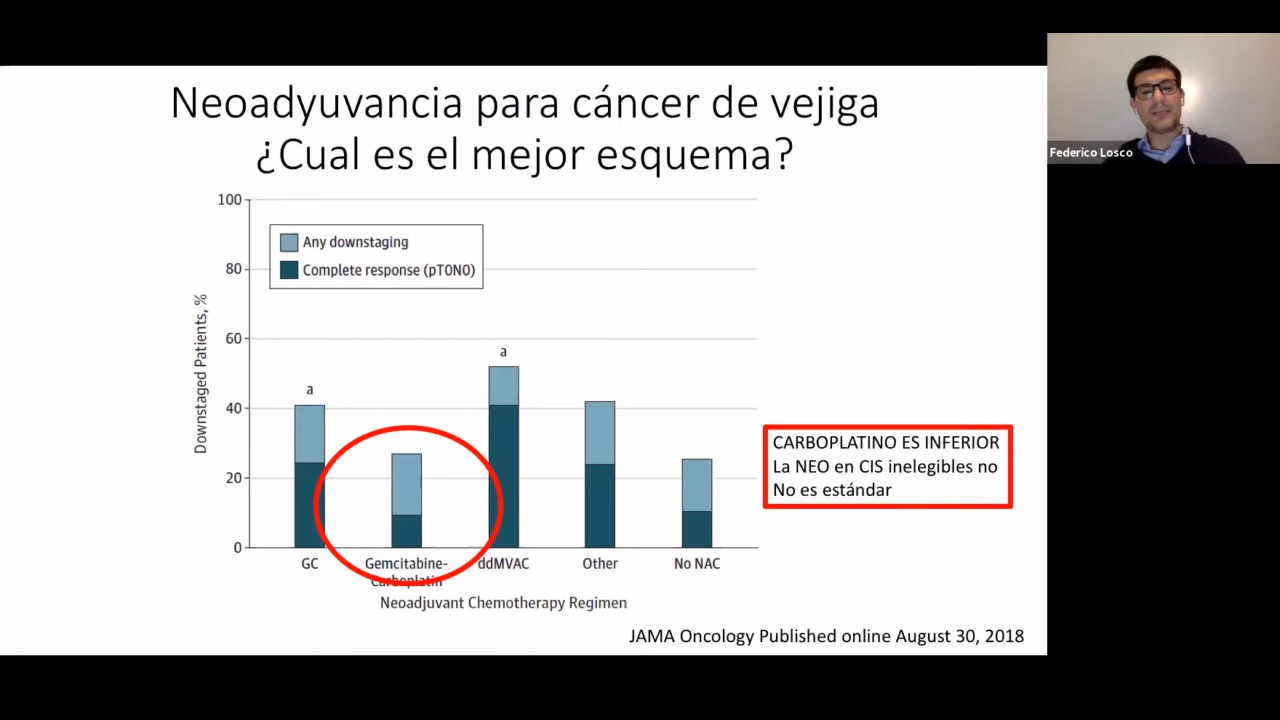 Neoadyuvancia para cáncer de vejiga
¿Cual es el mejor esquema?
Federico Losco
100
80
60
40
20
0
Downstaged Patients, %
Any downstaging
Complete response (pT0N0)
a
a
GC
Gemcitabine-
Carboplatin
ddMVAC
Other
No NAC
Neoadjuvant Chemotherapy Regimen
CARBOPLATINO ES INFERIOR
La NEO en CIS inelegibles no
No es estándar
JAMA Oncology Published online August 30, 2018